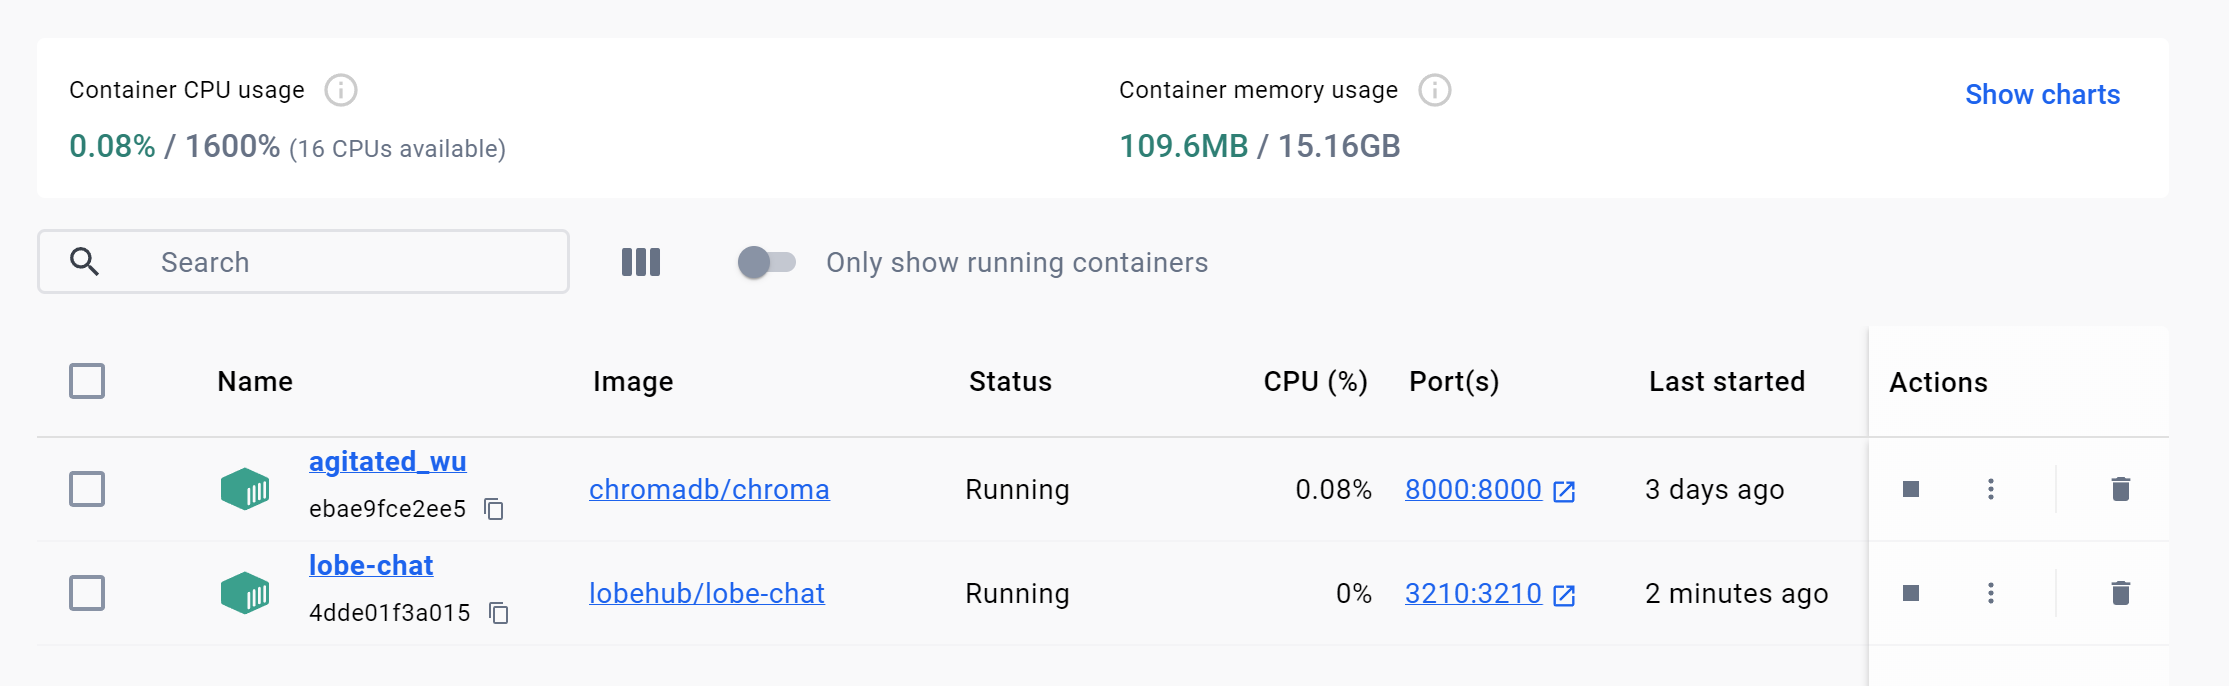 Container CPU usage
0.08% / 1600% (16 CPUs available)
Container memory usage
109.6MB / 15.16GB
Show charts
Search
Only show running containers
Name Image Status CPU (%) Port(s) Last started Actions
agitated_wu
ebae9fce2ee5
chromadb/chroma Running 0.08% 8000:8000 3 days ago
lobe-chat
4dde01f3a015
lobehub/lobe-chat Running 0% 3210:3210 2 minutes ago